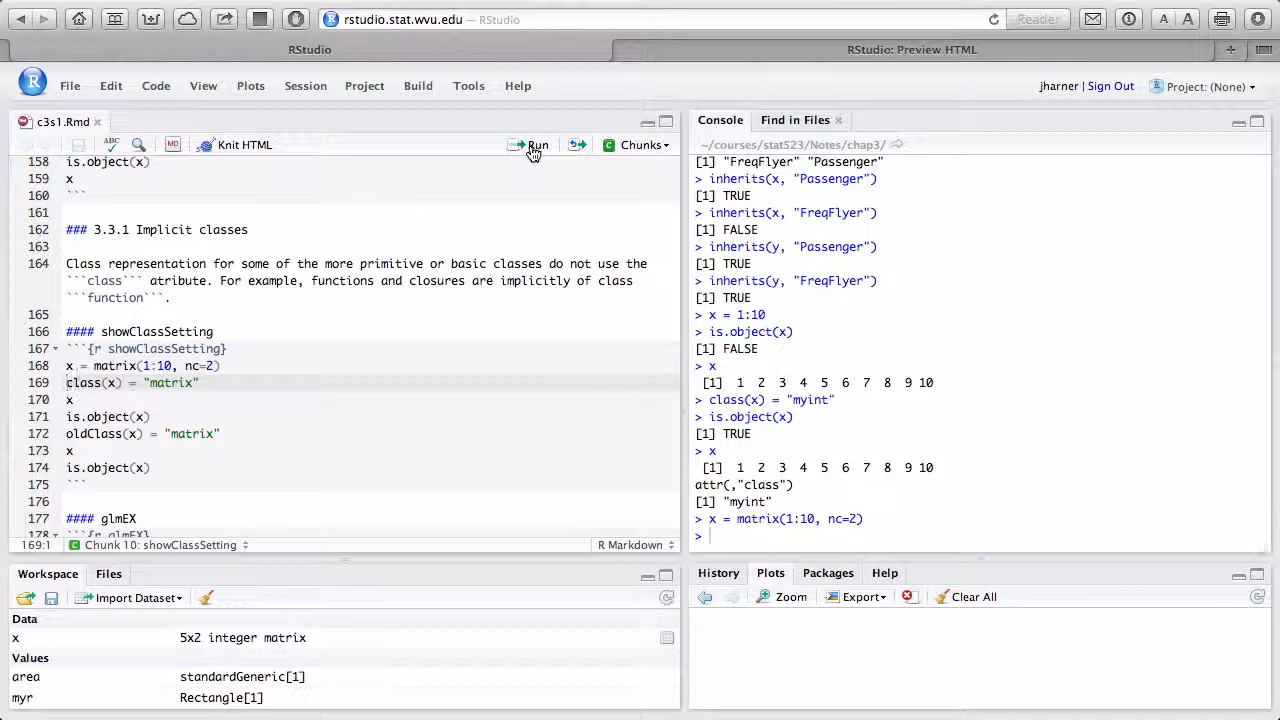 rstudio.stat.wvu.edu — RStudio
Reader
A A
RStudio
RStudio: Preview HTML
R File Edit Code View Plots Session Project Build Tools Help
jharner | Sign Out Project: (None)
c3s1.Rmd
ABC MD Knit HTML Run C Chunks
158 is.object(x)
159 x
160 ```
161
162 ### 3.3.1 Implicit classes
163
164 Class representation for some of the more primitive or basic classes do not use the
```class``` atribute. For example, functions and closures are implicitly of class
```function```.
165
166 #### showClassSetting
167 ```{r showClassSetting}
168 x = matrix(1:10, nc=2)
169 class(x) = "matrix"
170 x
171 is.object(x)
172 oldClass(x) = "matrix"
173 x
174 is.object(x)
175 ```
176
177 #### glmEX
178 ```{r glmEX}
169:1 C Chunk 10: showClassSetting R Markdown
Console Find in Files
~/courses/stat523/Notes/chap3/
[1] "FreqFlyer" "Passenger"
> inherits(x, "Passenger")
[1] TRUE
> inherits(x, "FreqFlyer")
[1] FALSE
> inherits(y, "Passenger")
[1] TRUE
> inherits(y, "FreqFlyer")
[1] TRUE
> x = 1:10
> is.object(x)
[1] FALSE
> x
[1] 1 2 3 4 5 6 7 8 9 10
> class(x) = "myint"
> is.object(x)
[1] TRUE
> x
[1] 1 2 3 4 5 6 7 8 9 10
attr(,"class")
[1] "myint"
> x = matrix(1:10, nc=2)
>
Workspace Files
Import Dataset
Data
x 5x2 integer matrix
Values
area standardGeneric[1]
myr Rectangle[1]
History Plots Packages Help
Zoom Export Clear All